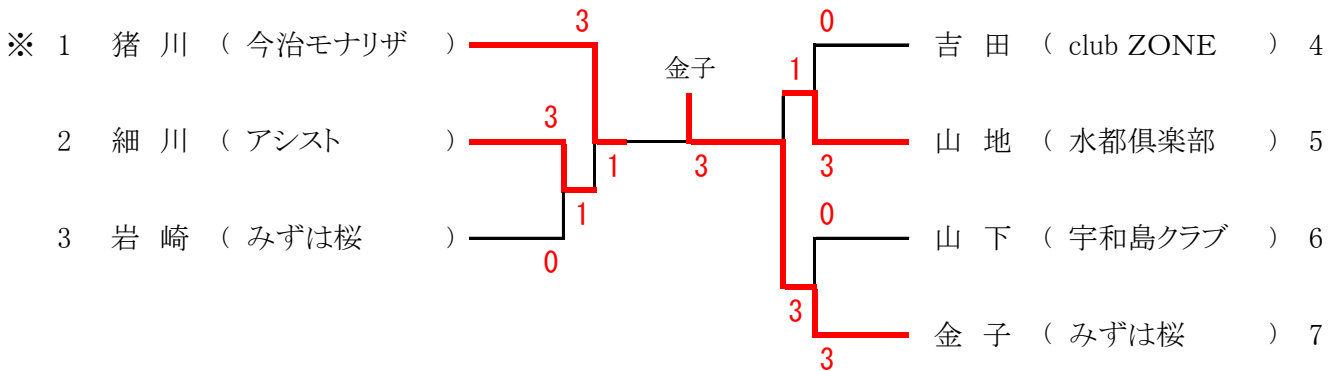 ※ 1 猪 川 ( 今治モナリザ ) 3
2 細 川 ( アシスト ) 3
3 岩 崎 ( みずは桜 ) 0
1
1
金子
3
0 吉 田 ( club ZONE ) 4
1
3 山 地 ( 水都倶楽部 ) 5
0 山 下 ( 宇和島クラブ ) 6
3
3 金 子 ( みずは桜 ) 7